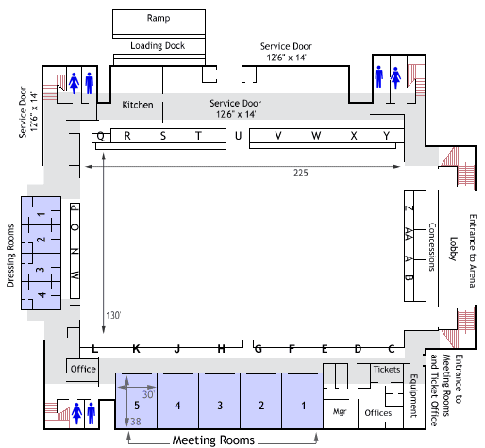 Ramp
Loading Dock
Service Door
12'6" x 14'
Service Door
12'6" x 14'
Kitchen
Service Door
12'6" x 14'
Q R S T U V W X Y
225
Dressing Rooms
1
2
3
4
P
O
N
W
Z
AA
A
B
Concessions
Lobby
Entrance to Arena
130'
L K J H G F E D C
Office
Tickets
Equipment
Entrance to
Meeting Rooms
and Ticket Office
30'
38
5 4 3 2 1
Mgr
Offices
Meeting Rooms